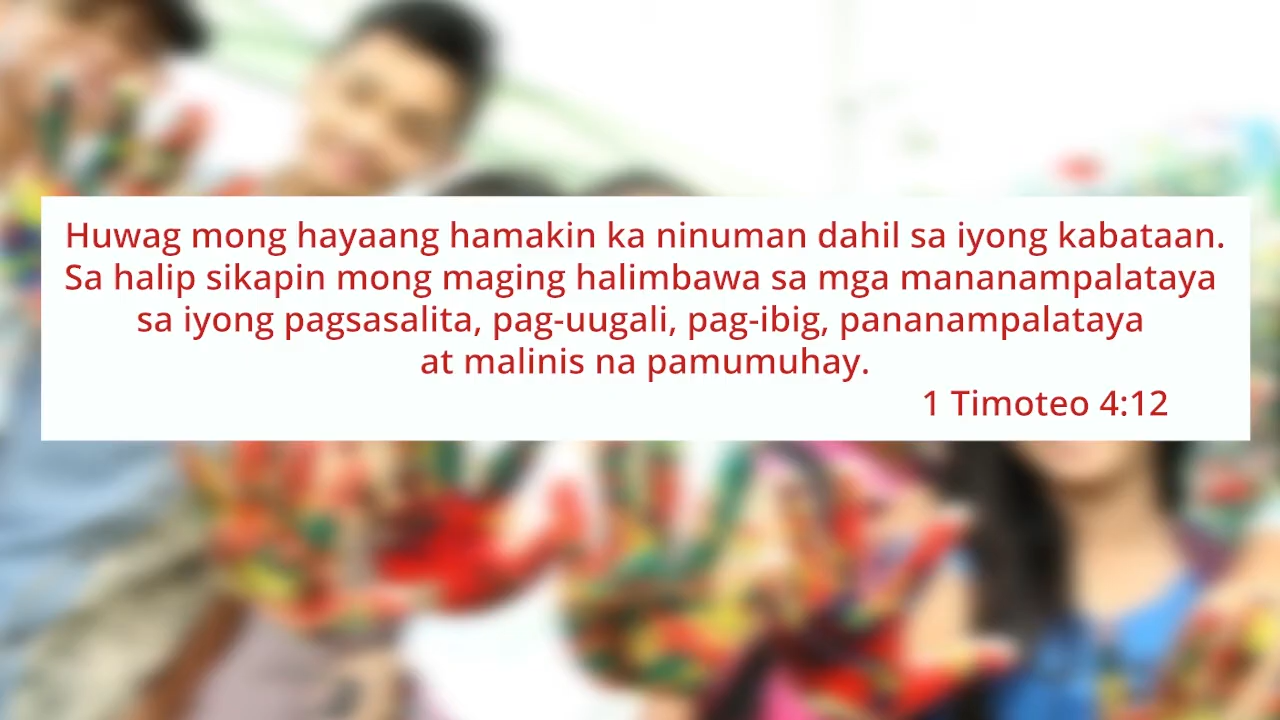 Huwag mong hayaang hamakin ka ninuman dahil sa iyong kabataan.
Sa halip sikapin mong maging halimbawa sa mga mananampalataya
sa iyong pagsasalita, pag-uugali, pag-ibig, pananampalataya
at malinis na pamumuhay.
1 Timoteo 4:12